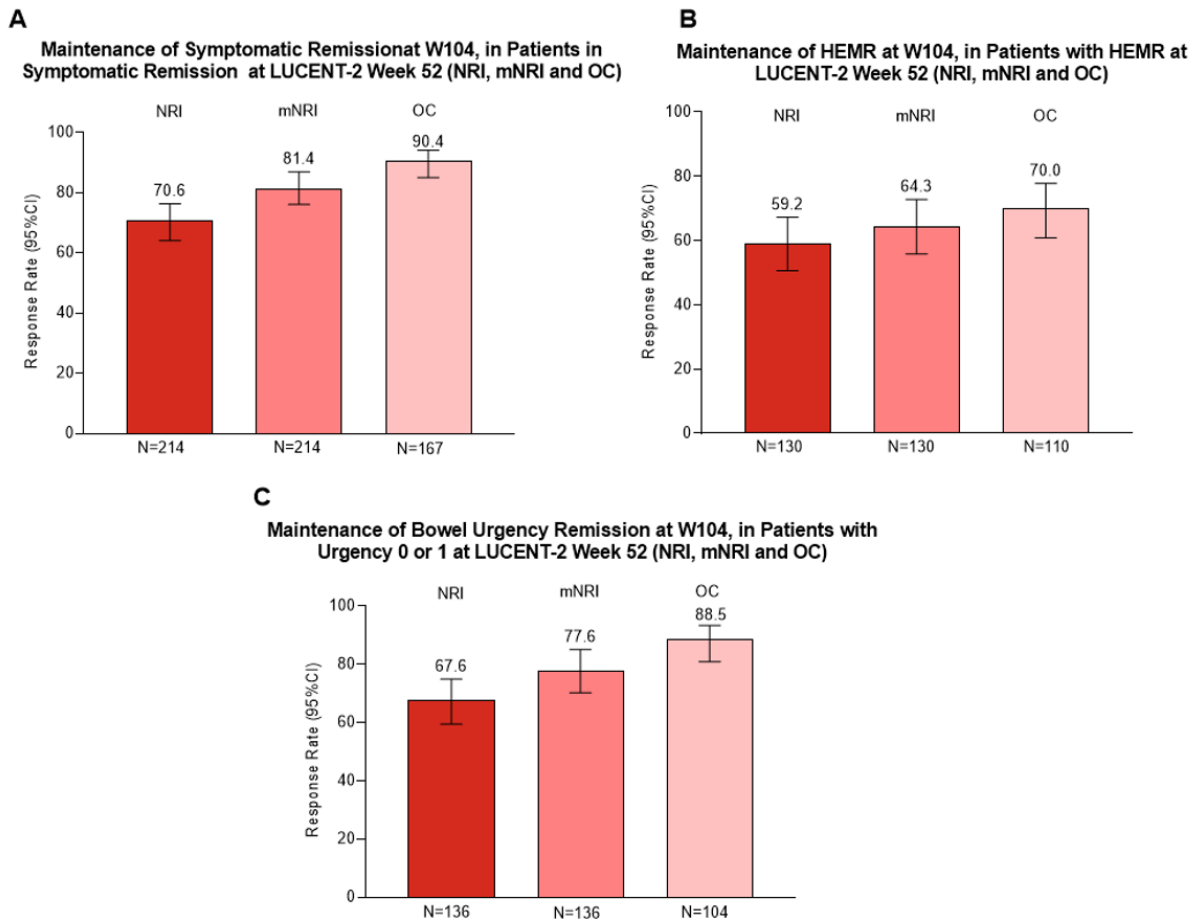 A
Maintenance of Symptomatic Remissionat W104, in Patients in
Symptomatic Remission at LUCENT-2 Week 52 (NRI, mNRI and OC)
NRI
mNRI
OC
Response Rate (95%CI)
100
80
60
40
20
0
70.6
81.4
90.4
N=214
N=214
N=167
B
Maintenance of HEMR at W104, in Patients with HEMR at
LUCENT-2 Week 52 (NRI, mNRI and OC)
NRI
mNRI
OC
Response Rate (95%CI)
100
80
60
40
20
0
59.2
64.3
70.0
N=130
N=130
N=110
C
Maintenance of Bowel Urgency Remission at W104, in Patients with
Urgency 0 or 1 at LUCENT-2 Week 52 (NRI, mNRI and OC)
NRI
mNRI
OC
Response Rate (95%CI)
100
80
60
40
20
0
67.6
77.6
88.5
N=136
N=136
N=104